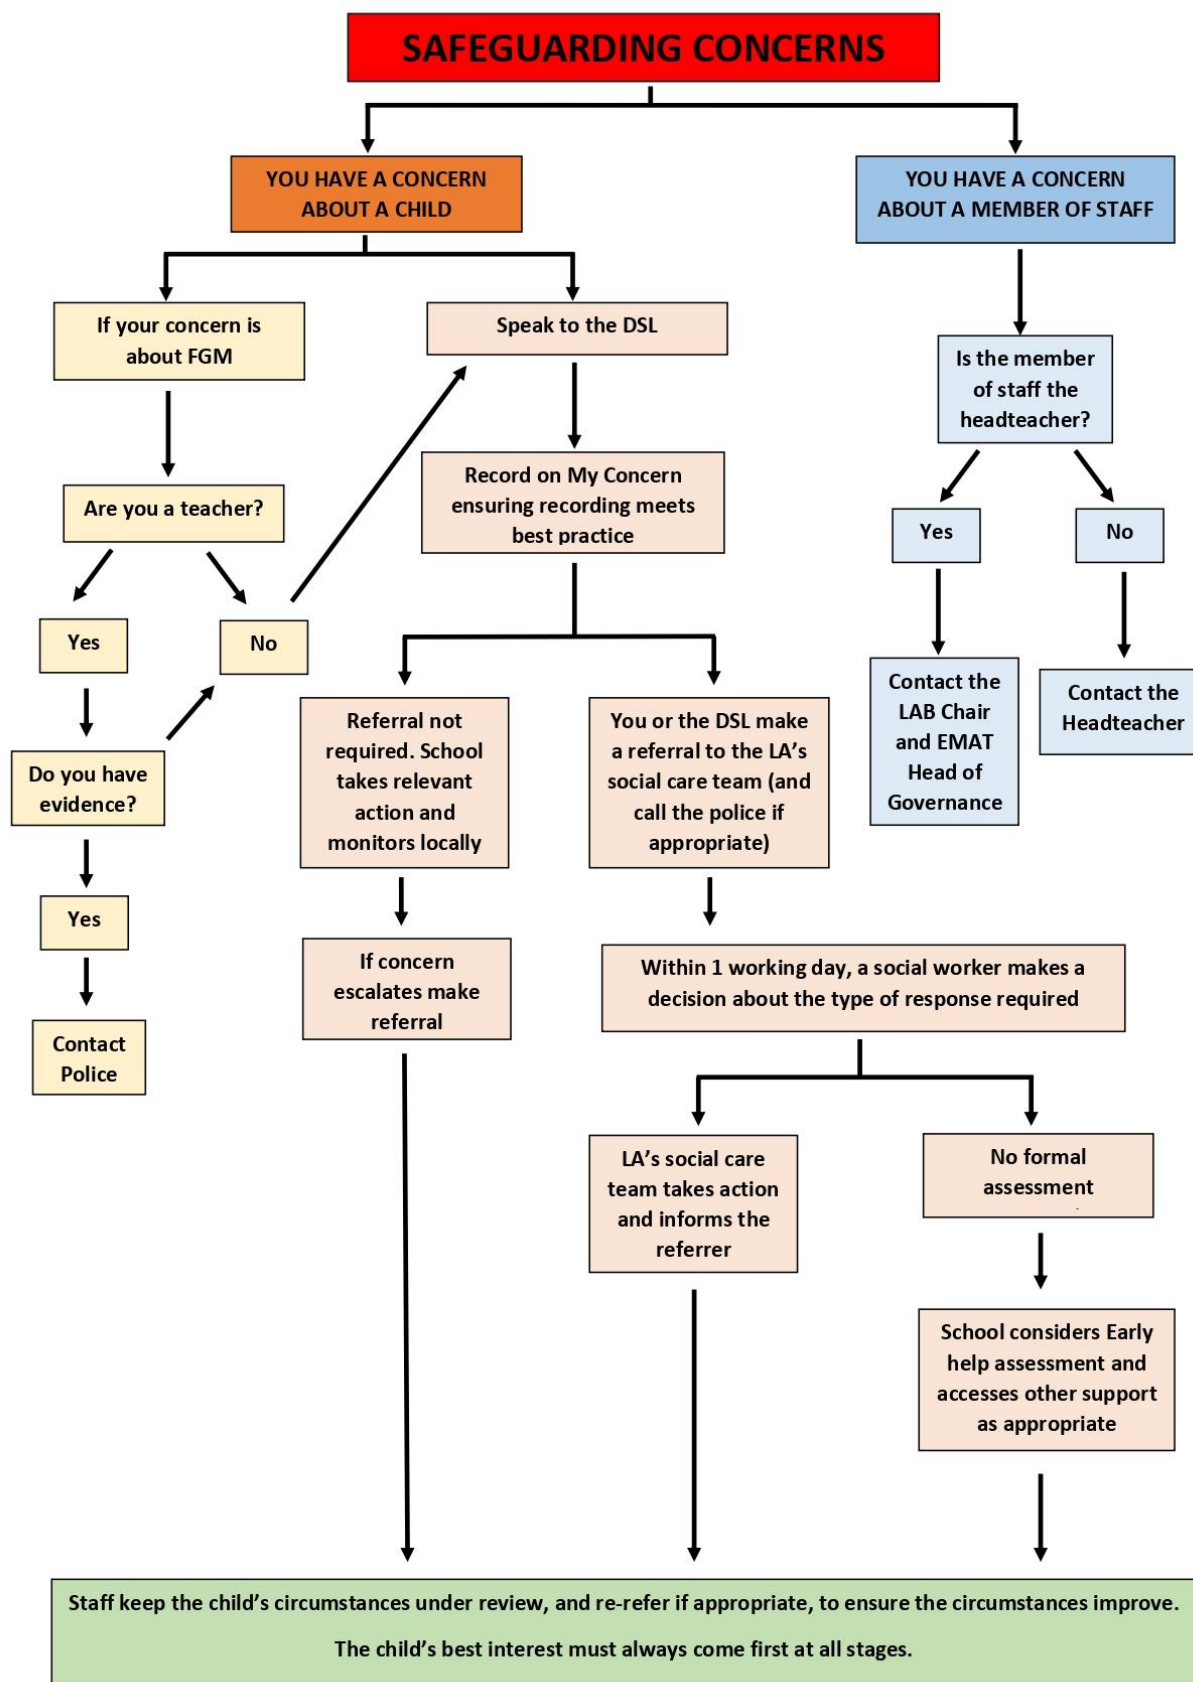 SAFEGUARDING CONCERNS
YOU HAVE A CONCERN
ABOUT A CHILD
YOU HAVE A CONCERN
ABOUT A MEMBER OF STAFF
If your concern is
about FGM
Speak to the DSL
Is the member
of staff the
headteacher?
Record on My Concern
ensuring recording meets
best practice
Are you a teacher?
Yes
No
Yes
No
Contact the
LAB Chair
and EMAT
Head of
Governance
Contact the
Headteacher
Do you have
evidence?
Referral not
required. School
takes relevant
action and
monitors locally
You or the DSL make
a referral to the LA’s
social care team (and
call the police if
appropriate)
Yes
If concern
escalates make
referral
Within 1 working day, a social worker makes a
decision about the type of response required
Contact
Police
LA’s social care
team takes action
and informs the
referrer
No formal
assessment
School considers Early
help assessment and
accesses other support
as appropriate
Staff keep the child’s circumstances under review, and re-refer if appropriate, to ensure the circumstances improve.
The child’s best interest must always come first at all stages.